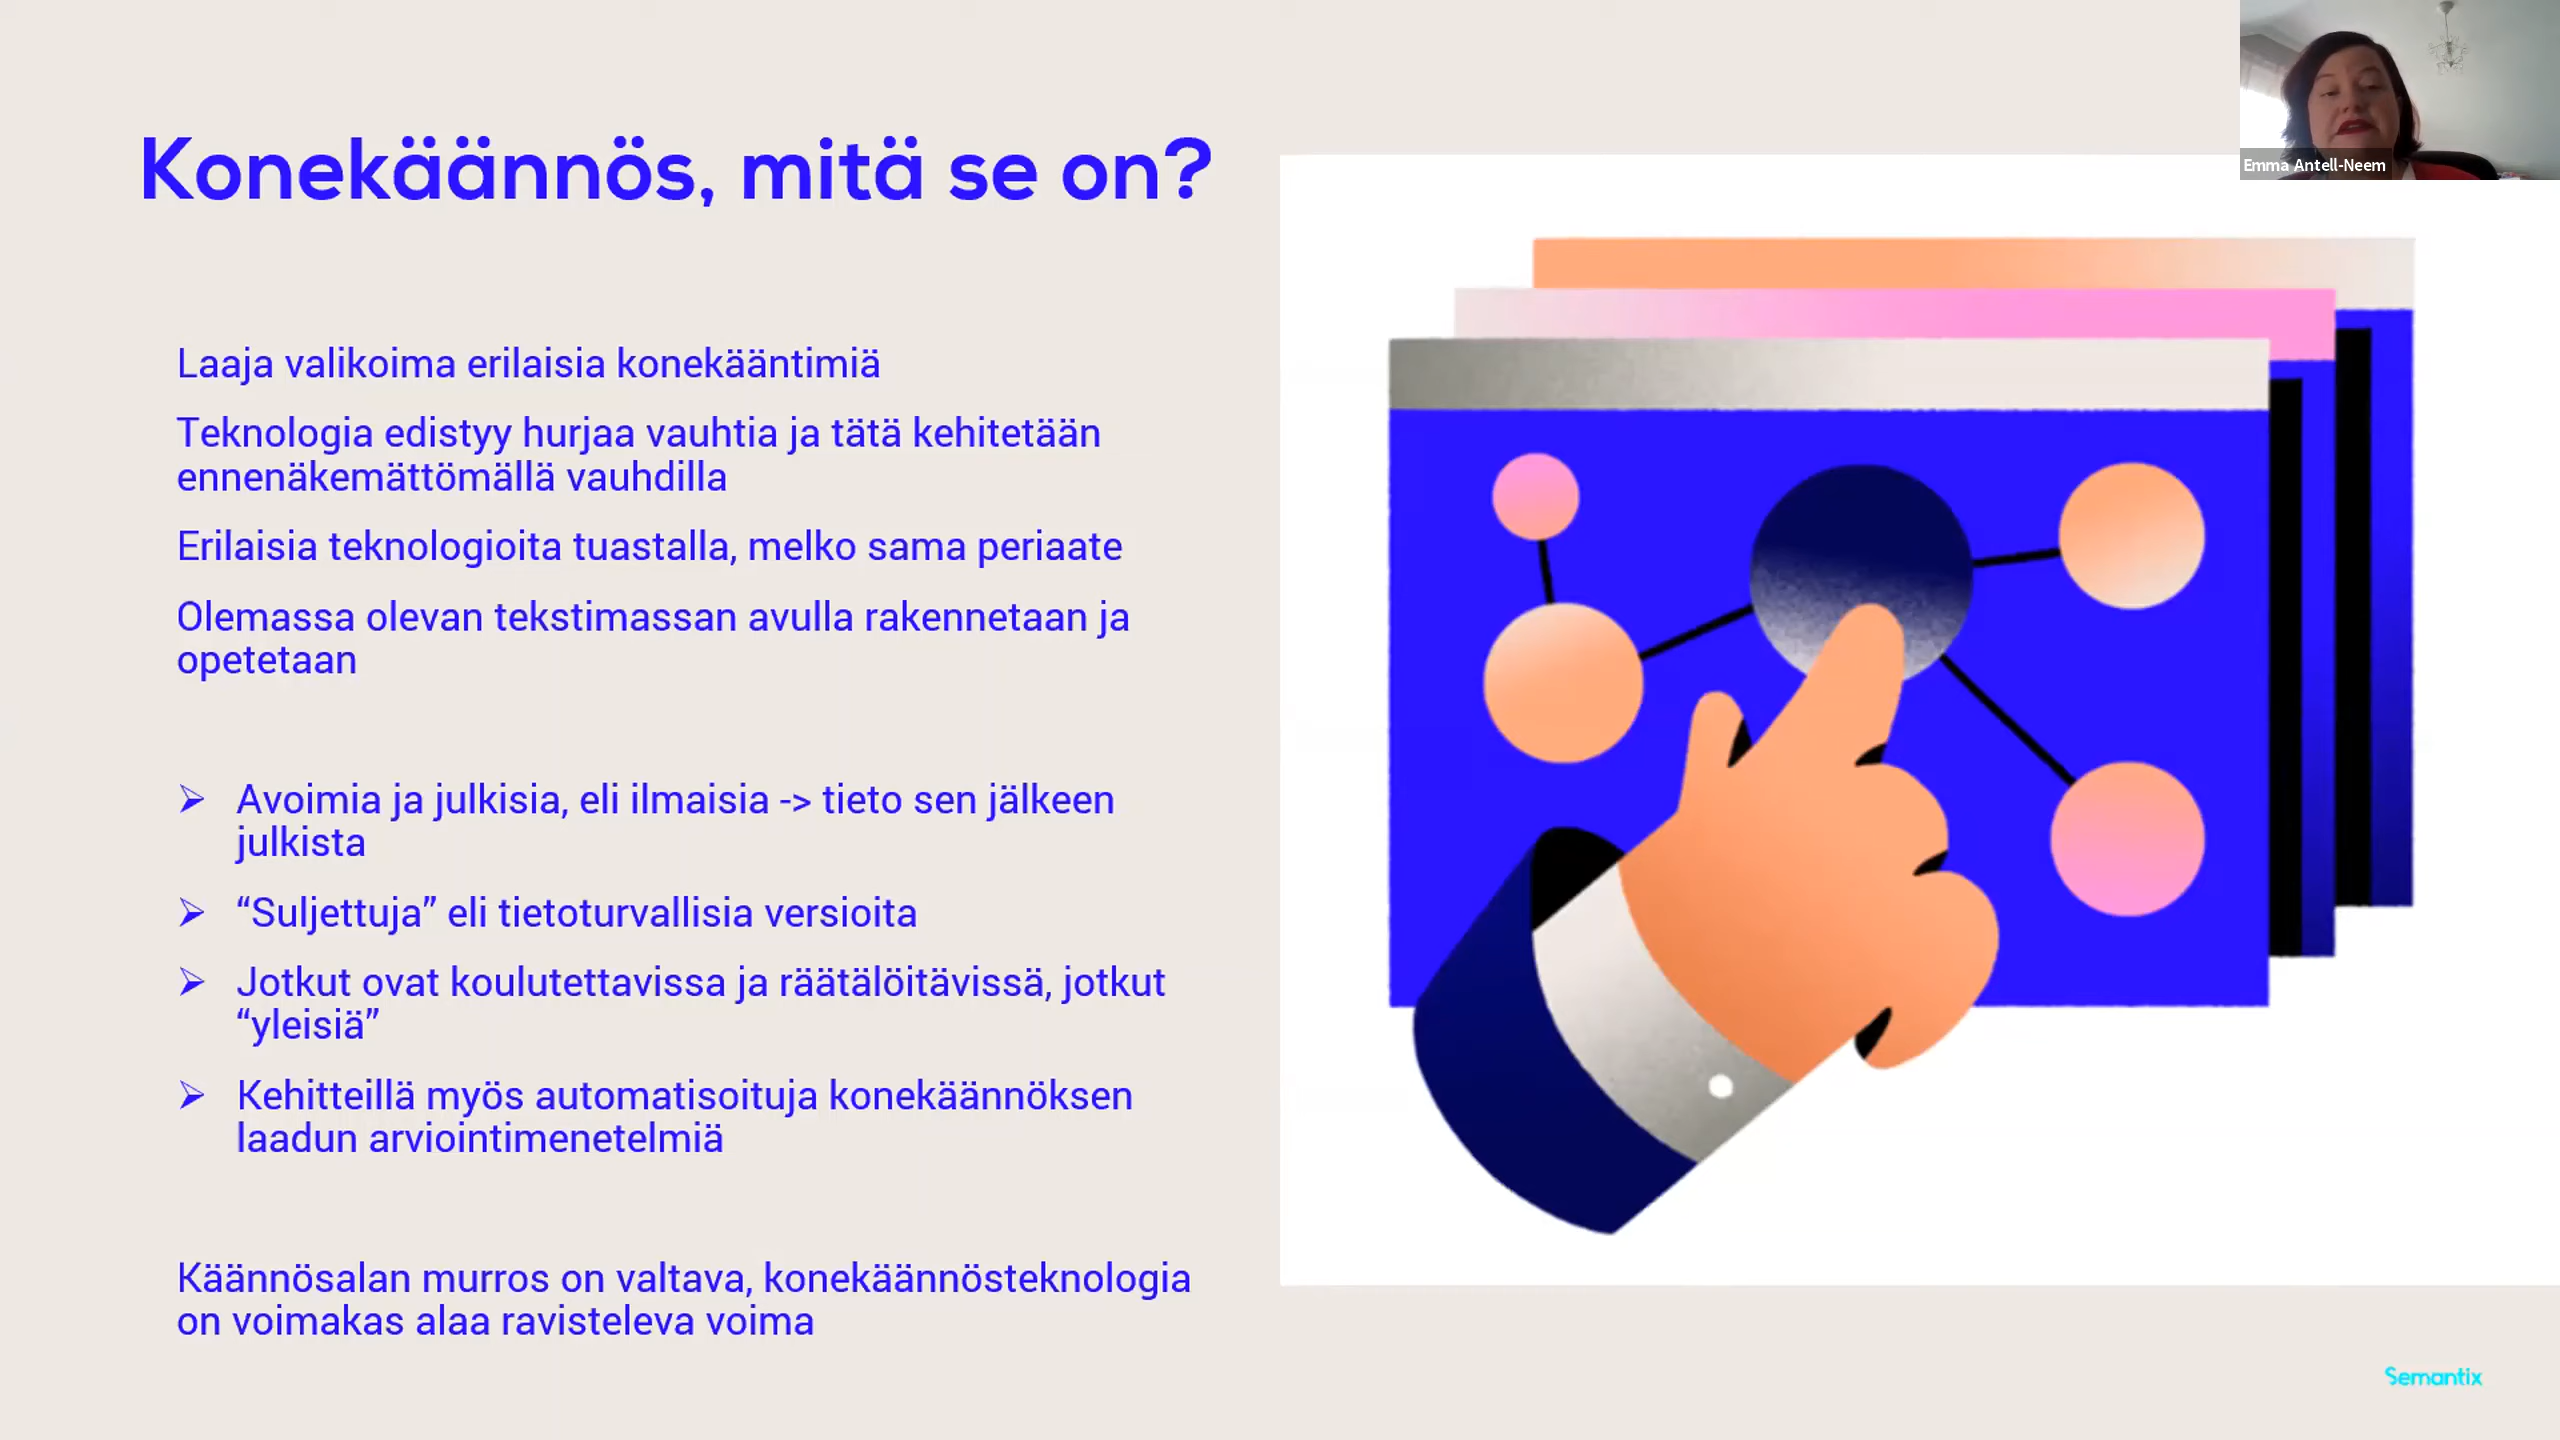 Konekäännös, mitä se on?
Emma Antell-Neem
Laaja valikoima erilaisia konekääntimiä
Teknologia edistyy hurjaa vauhtia ja tätä kehitetään
ennenäkemättömällä vauhdilla
Erilaisia teknologioita tuastalla, melko sama periaate
Olemassa olevan tekstimassan avulla rakennetaan ja
opetetaan
➢ Avoimia ja julkisia, eli ilmaisia -> tieto sen jälkeen
julkista
➢ “Suljettuja” eli tietoturvallisia versioita
➢ Jotkut ovat koulutettavissa ja räätälöitävissä, jotkut
“yleisiä”
➢ Kehitteillä myös automatisoituja konekäännöksen
laadun arviointimenetelmiä
Käännösalan murros on valtava, konekäännösteknologia
on voimakas alaa ravisteleva voima
Semantix